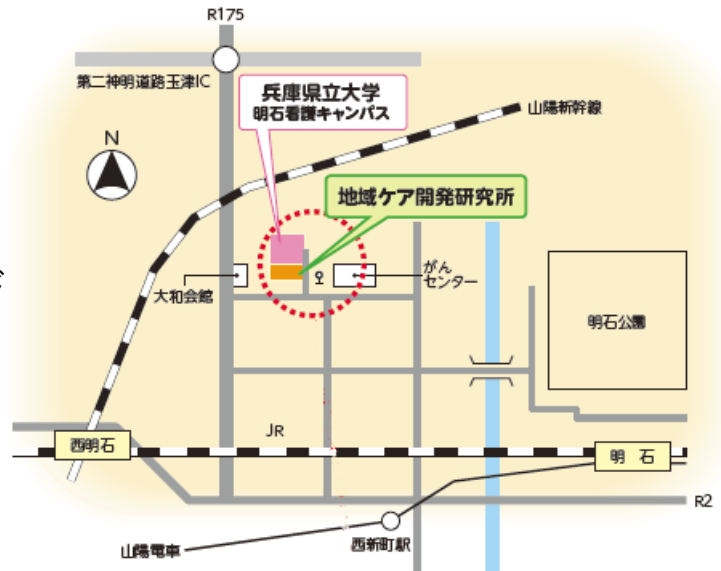 R175
第二神明道路玉津IC
兵庫県立大学
明石看護キャンパス
山陽新幹線
N
地域ケア開発研究所
大和会館
がん
センター
明石公園
JR
西明石
明 石
R2
山陽電車
西新町駅